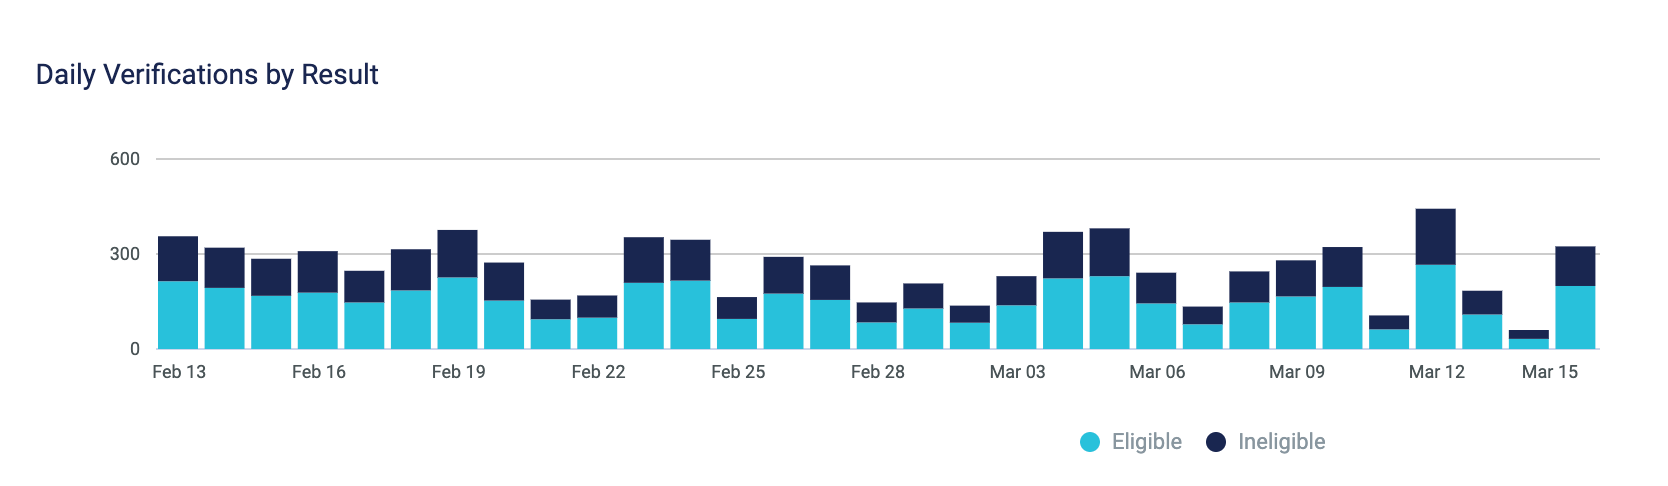 Daily Verifications by Result
600
300
0
Feb 13 Feb 16 Feb 19 Feb 22 Feb 25 Feb 28 Mar 03 Mar 06 Mar 09 Mar 12 Mar 15
Eligible Ineligible